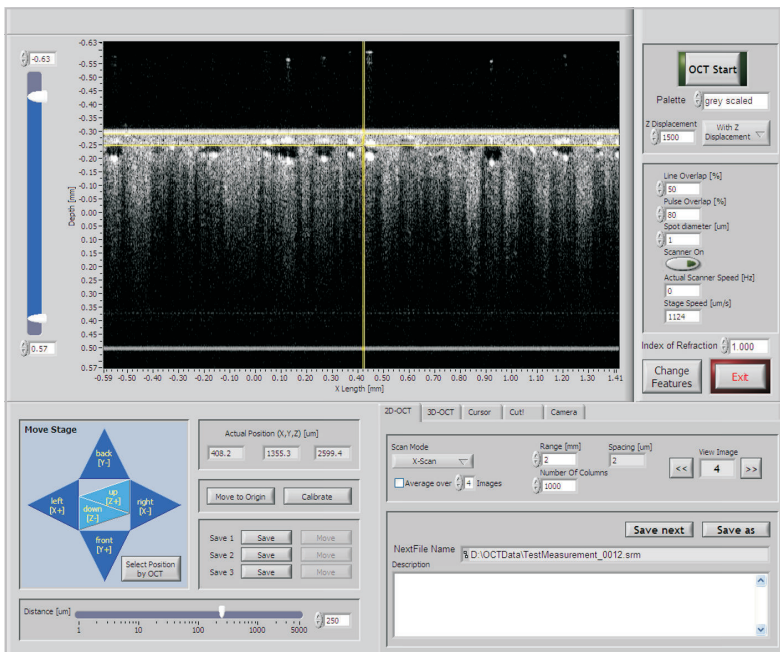 -0.63
-0.63
-0.55
-0.50
-0.45
-0.40
-0.35
-0.30
-0.25
-0.20
-0.15
-0.10
-0.05
0.00
0.05
0.10
0.15
0.20
0.25
0.30
0.35
0.40
0.45
0.50
0.57
0.57
Depth [mm]
-0.59 -0.50 -0.40 -0.30 -0.20 -0.10 0.00 0.10 0.20 0.30 0.40 0.50 0.60 0.70 0.80 0.90 1.00 1.10 1.20 1.30 1.41
X Length [mm]
OCT Start
Palette grey scaled
Z Displacement
1500
With Z
Displacement
Line Overlap [%]
50
Pulse Overlap [%]
80
Spot diameter [um]
1
Scanner On
Actual Scanner Speed [Hz]
0
Stage Speed [um/s]
1124
Index of Refraction 1.000
Change
Features
Exit
Move Stage
back
[Y-]
left
[X+]
up
[Z+]
down
[Z-]
right
[X-]
front
[Y+]
Select Position
by OCT
Actual Position (X,Y,Z) [um]
408.2 1355.3 2599.4
Move to Origin Calibrate
Save 1 Save Move
Save 2 Save Move
Save 3 Save Move
Distance [um]
1 10 100 1000 5000
250
2D-OCT 3D-OCT Cursor Cut! Camera
Scan Mode
X-Scan
Average over 4 Images
Range [mm]
2
Spacing [um]
2
Number Of Columns
1000
View Image
<< 4 >>
Save next Save as
NextFile Name D:\OCTData\TestMeasurement_0012.srm
Description